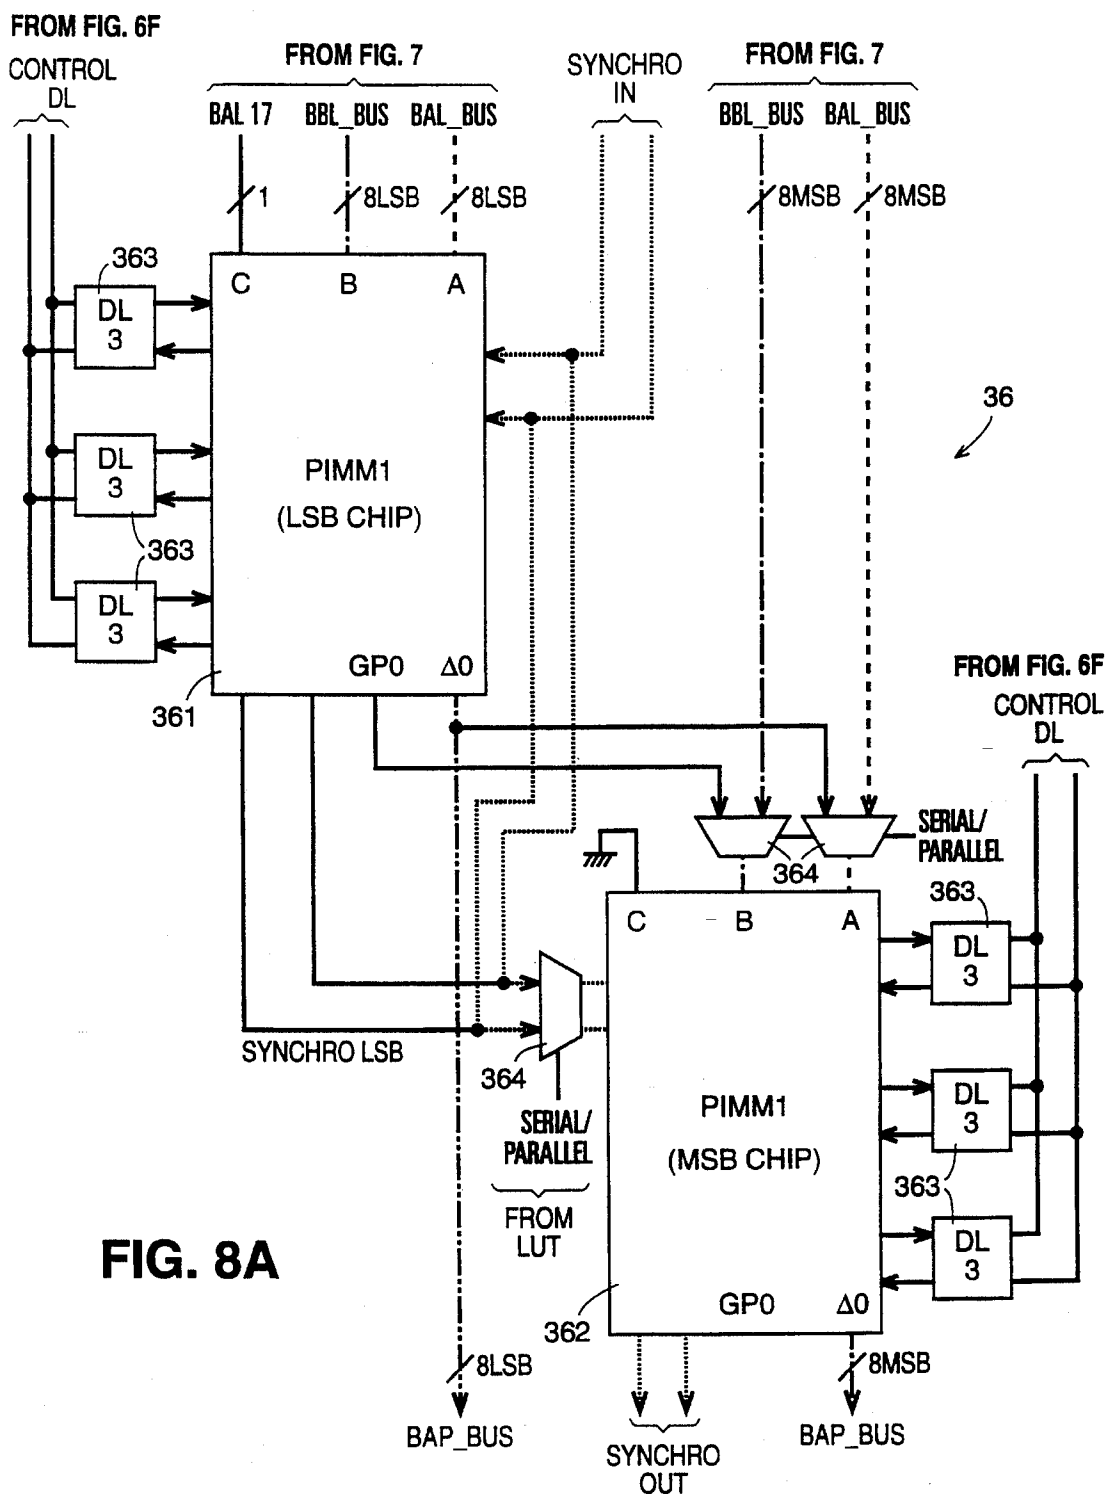 FROM FIG. 6F
CONTROL
DL
FROM FIG. 7
BAL 17
BBL_BUS
BAL_BUS
SYNCHRO
IN
FROM FIG. 7
BBL_BUS
BAL_BUS
1
8LSB
8LSB
8MSB
8MSB
363
DL
3
C
B
A
36
DL
3
PIMM1
(LSB CHIP)
363
DL
3
GP0
Δ0
361
FROM FIG. 6F
CONTROL
DL
SERIAL/
PARALLEL
364
C
B
A
363
DL
3
SYNCHRO LSB
364
SERIAL/
PARALLEL
FROM
LUT
PIMM1
(MSB CHIP)
DL
3
363
DL
3
FIG. 8A
GP0
Δ0
362
8LSB
8MSB
BAP_BUS
SYNCHRO
OUT
BAP_BUS